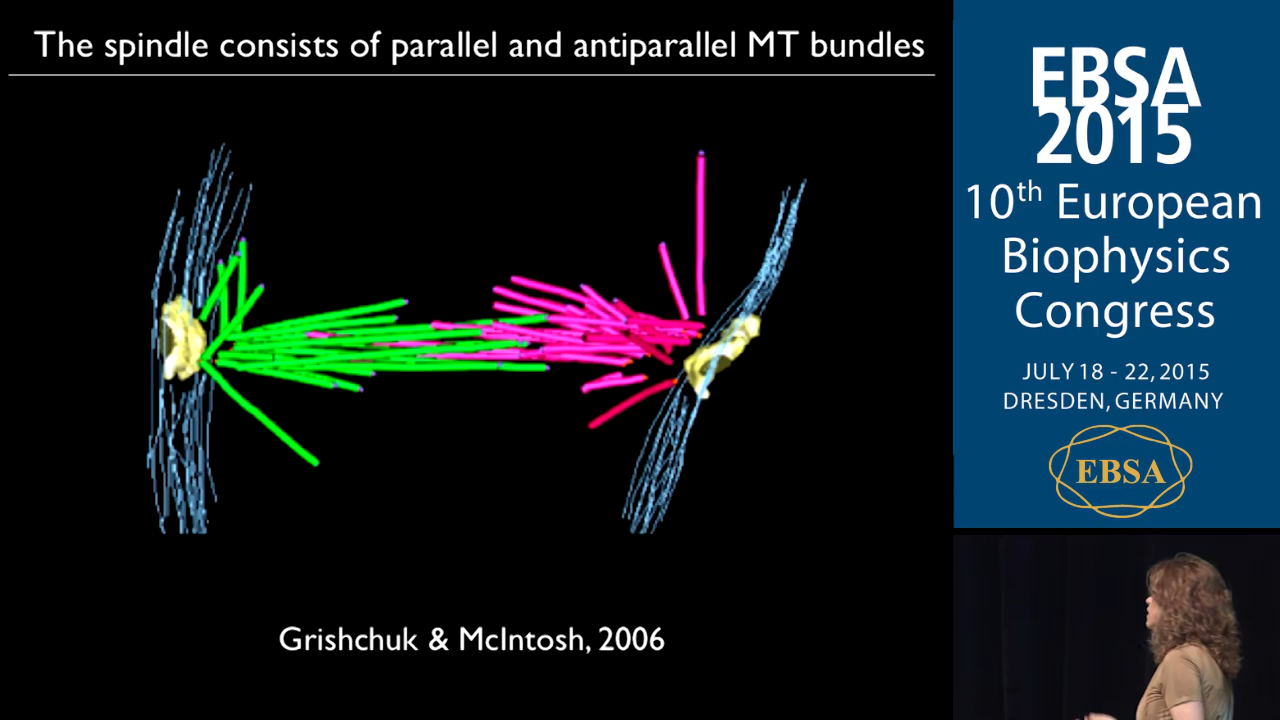 The spindle consists of parallel and antiparallel MT bundles
Grishchuk & McIntosh, 2006
EBSA
2015
10th European
Biophysics
Congress
JULY 18 - 22, 2015
DRESDEN, GERMANY
EBSA